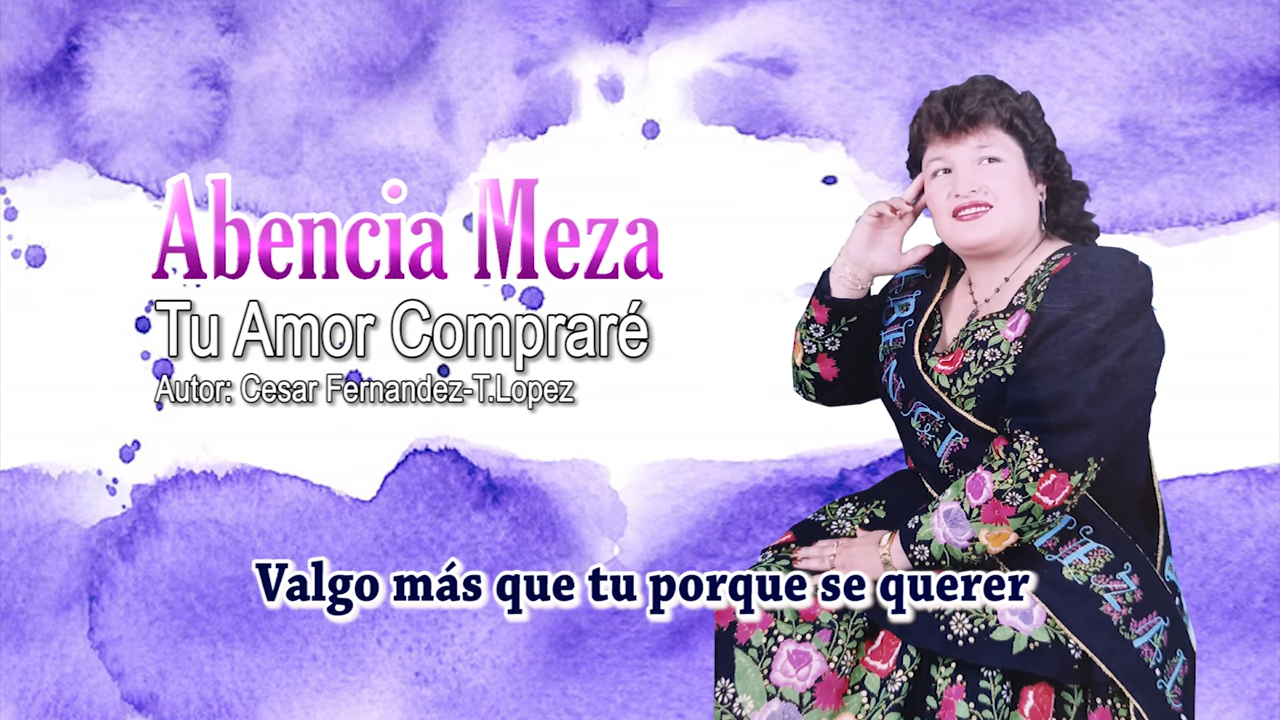 Abencia Meza
Tu Amor Compraré
Autor: Cesar Fernandez-T.Lopez
Valgo más que tu porque se querer